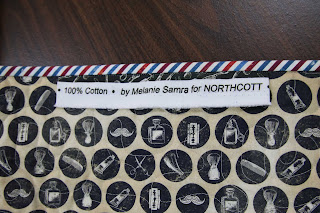 • 100% Cotton • by Melanie Samra for NORTHCOTT